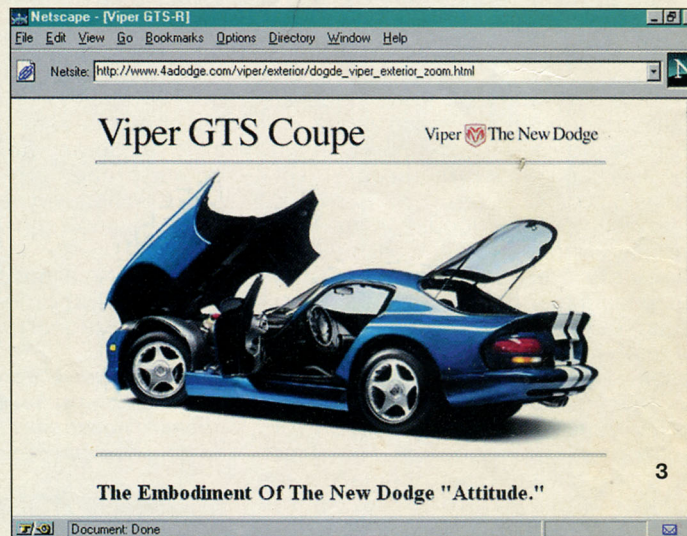 Netscape - [Viper GTS-R]
File Edit View Go Bookmarks Options Directory Window Help
Netsite: http://www.4adodge.com/viper/exterior/dogde_viper_exterior_zoom.html
N
Viper GTS Coupe
Viper The New Dodge
The Embodiment Of The New Dodge "Attitude."
3
Document: Done